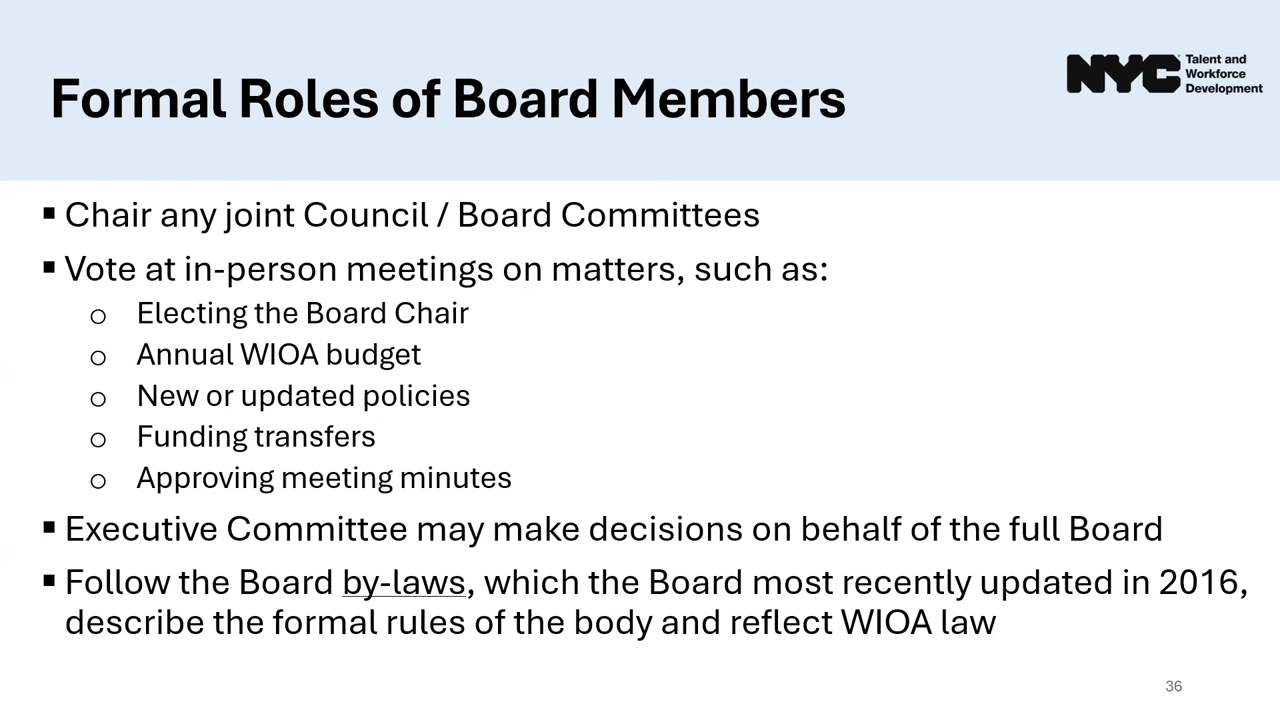 Formal Roles of Board Members
NYC
Talent and
Workforce
Development
▪ Chair any joint Council / Board Committees
▪ Vote at in-person meetings on matters, such as:
o Electing the Board Chair
o Annual WIOA budget
o New or updated policies
o Funding transfers
o Approving meeting minutes
▪ Executive Committee may make decisions on behalf of the full Board
▪ Follow the Board by-laws, which the Board most recently updated in 2016,
describe the formal rules of the body and reflect WIOA law
36